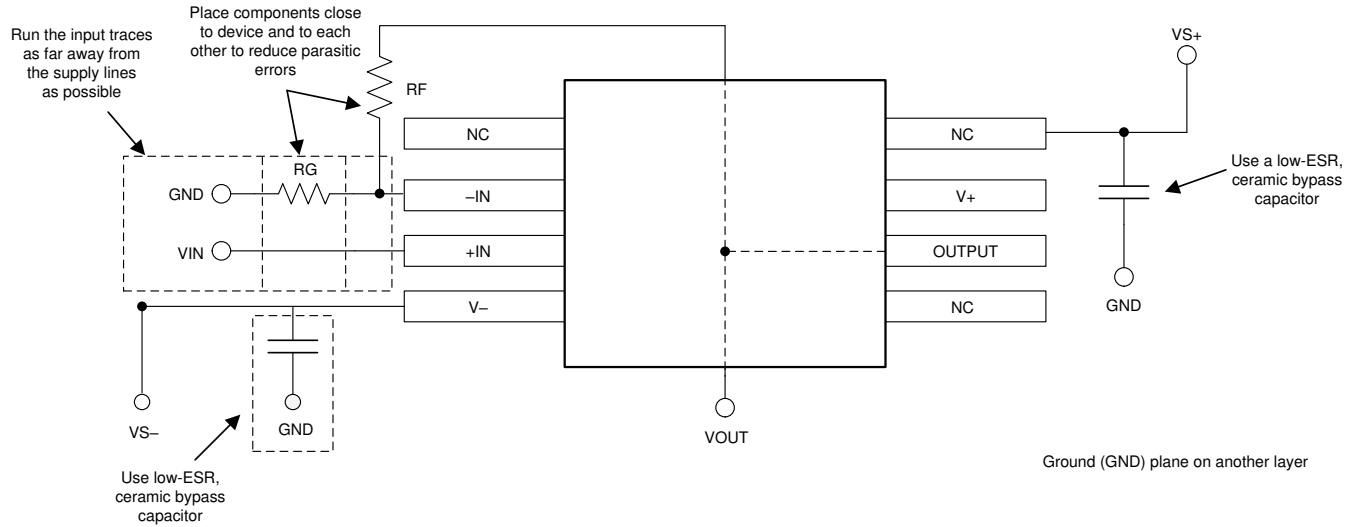 Run the input traces
as far away from
the supply lines
as possible
Place components close
to device and to each
other to reduce parasitic
errors
RF
VS+
NC
NC
Use a low-ESR,
ceramic bypass
capacitor
RG
GND
–IN
V+
VIN
+IN
OUTPUT
V–
NC
GND
GND
VS–
VOUT
Use low-ESR,
ceramic bypass
capacitor
Ground (GND) plane on another layer